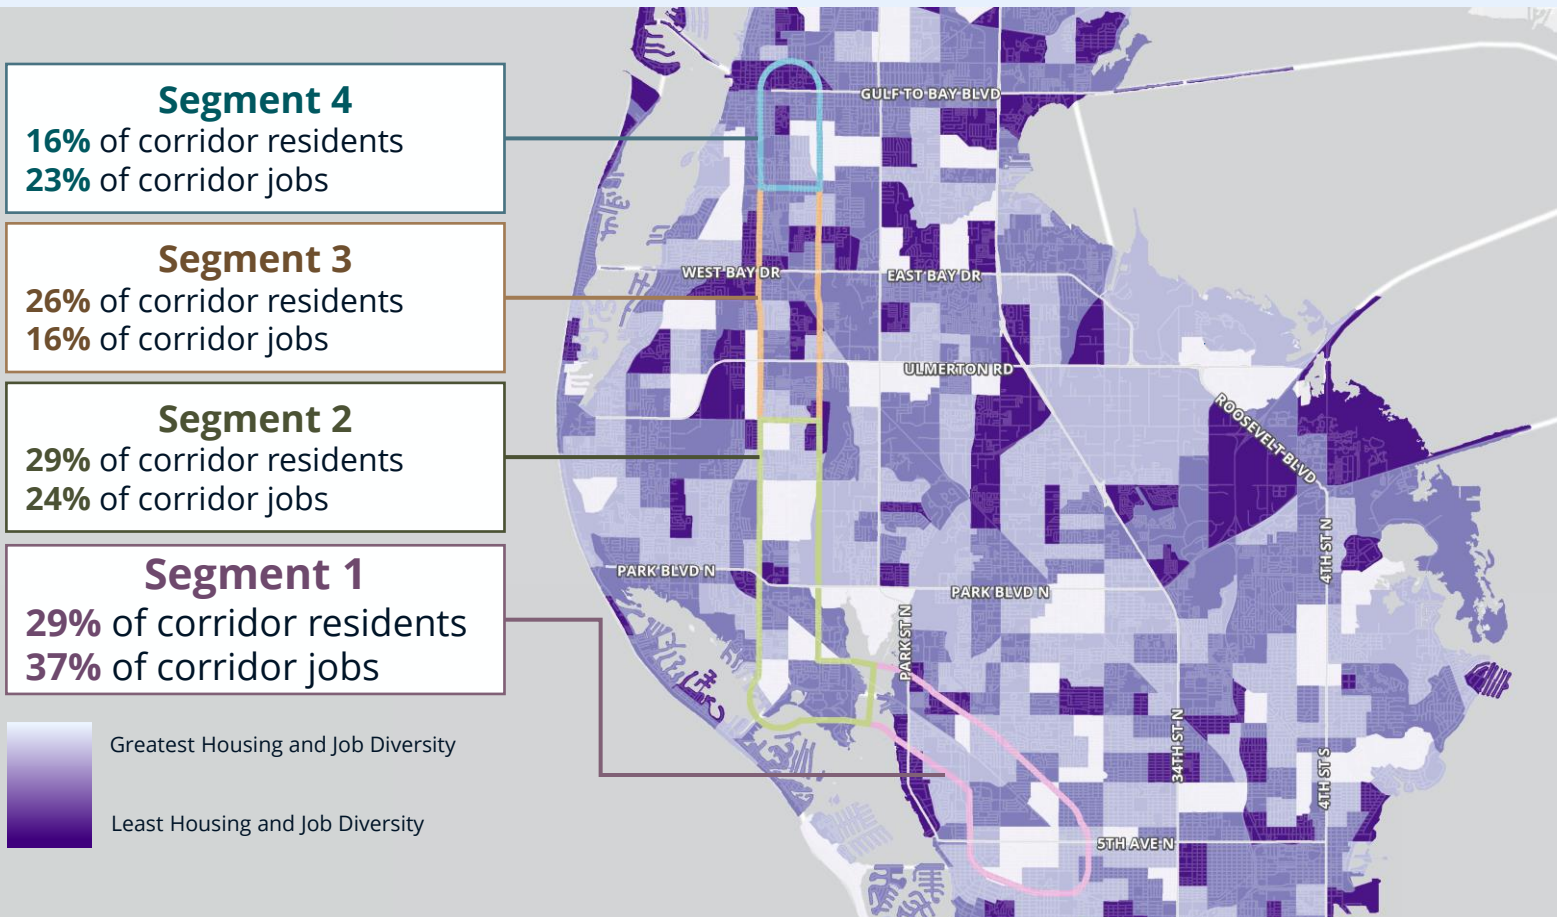 Segment 4
16% of corridor residents
23% of corridor jobs
Segment 3
26% of corridor residents
16% of corridor jobs
Segment 2
29% of corridor residents
24% of corridor jobs
Segment 1
29% of corridor residents
37% of corridor jobs
Greatest Housing and Job Diversity
Least Housing and Job Diversity
GULF TO BAY BLVD
WEST BAY DR
EAST BAY DR
ULMERTON RD
ROOSEVELT BLVD
4TH ST N
PARK BLVD N
PARK BLVD N
PARK ST N
34TH ST N
4TH ST S
5TH AVE N